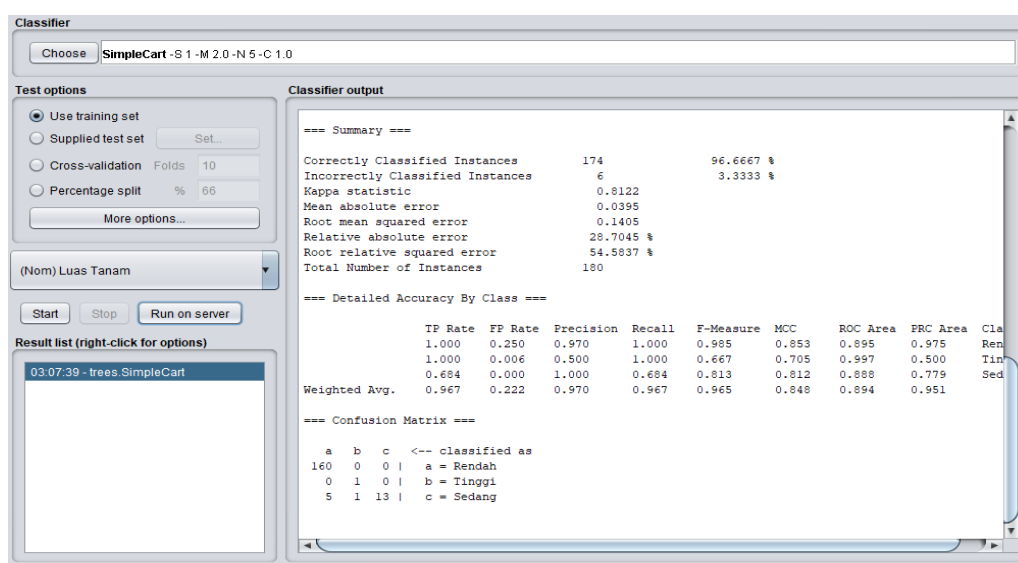 Classifier
Choose SimpleCart -S 1 -M 2.0 -N 5 -C 1.0
Test options
Use training set
Supplied test set Set...
Cross-validation Folds 10
Percentage split % 66
More options...
(Nom) Luas Tanam
Start Stop Run on server
Result list (right-click for options)
03:07:39 - trees.SimpleCart
Classifier output
=== Summary ===
Correctly Classified Instances 174 96.6667 %
Incorrectly Classified Instances 6 3.3333 %
Kappa statistic 0.8122
Mean absolute error 0.0395
Root mean squared error 0.1405
Relative absolute error 28.7045 %
Root relative squared error 54.5837 %
Total Number of Instances 180
=== Detailed Accuracy By Class ===
TP Rate FP Rate Precision Recall F-Measure MCC ROC Area PRC Area Cla
1.000 0.250 0.970 1.000 0.985 0.853 0.895 0.975 Ren
1.000 0.006 0.500 1.000 0.667 0.705 0.997 0.500 Tin
0.684 0.000 1.000 0.684 0.813 0.812 0.888 0.779 Sed
Weighted Avg. 0.967 0.222 0.970 0.967 0.965 0.848 0.894 0.951
=== Confusion Matrix ===
a b c <-- classified as
160 0 0 | a = Rendah
0 1 0 | b = Tinggi
5 1 13 | c = Sedang